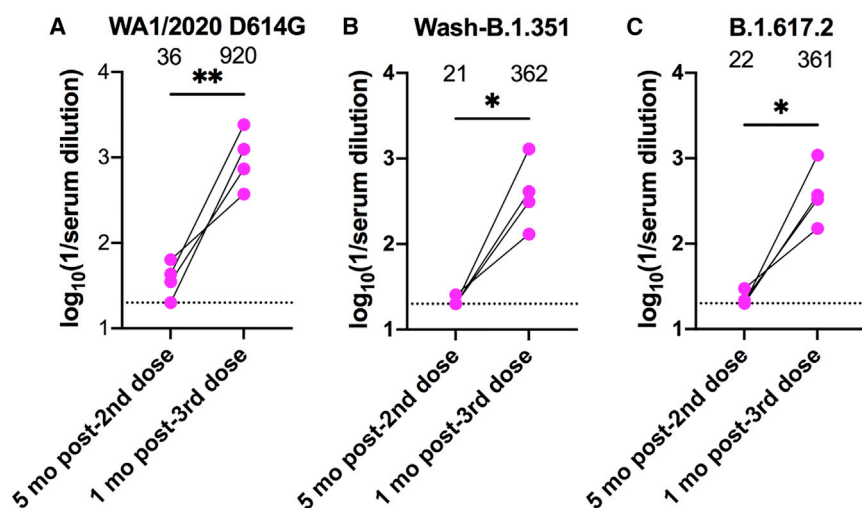 A WA1/2020 D614G
36 920
**
log10(1/serum dilution)
4
3
2
1
5 mo post-2nd dose
1 mo post-3rd dose
B Wash-B.1.351
21 362
*
log10(1/serum dilution)
4
3
2
1
5 mo post-2nd dose
1 mo post-3rd dose
C B.1.617.2
22 361
*
log10(1/serum dilution)
4
3
2
1
5 mo post-2nd dose
1 mo post-3rd dose